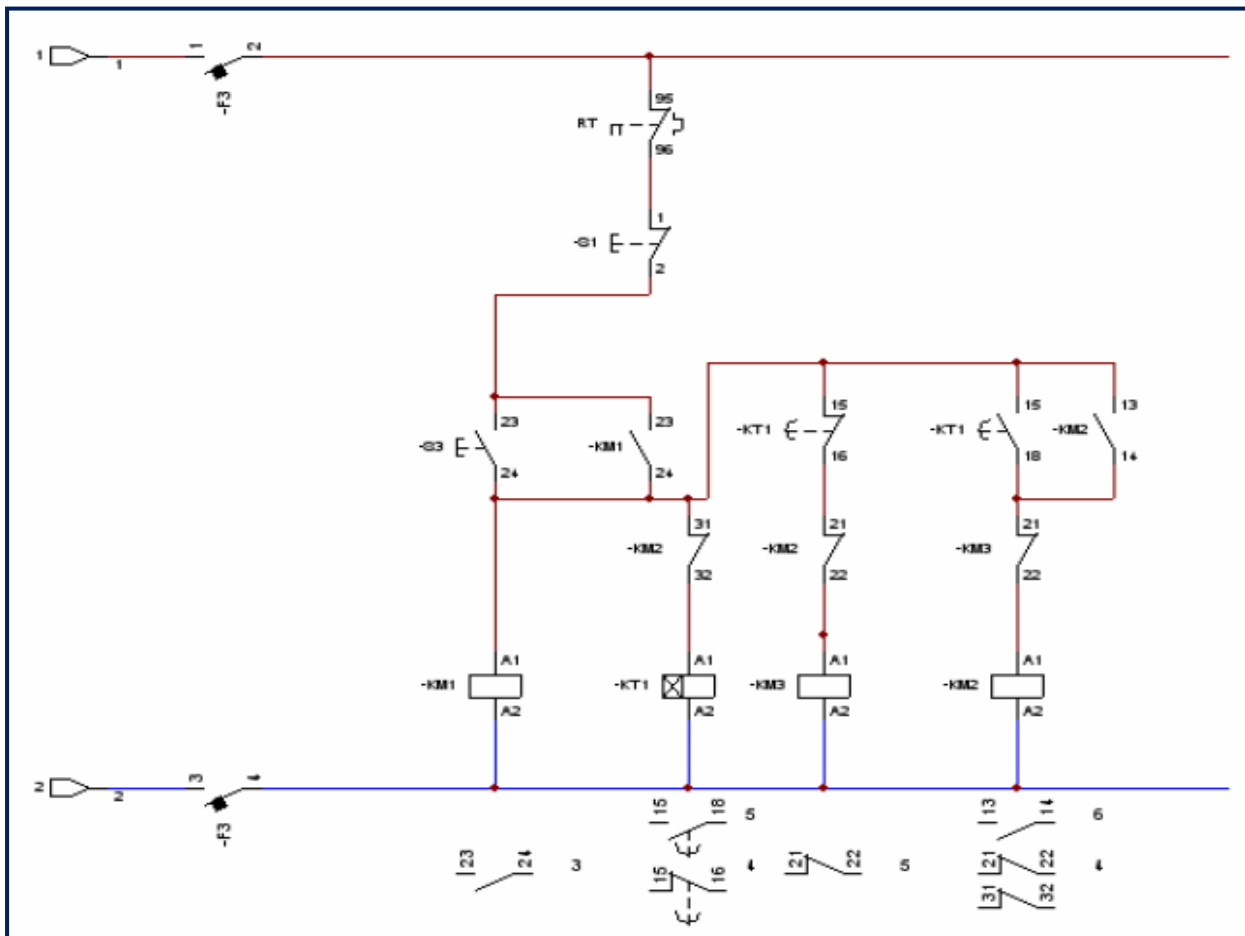 1
1
1
2
-F3
95
RT
96
1
-S1
2
23
-S3
24
23
-KM1
24
15
-KT1
16
15
-KT1
18
13
-KM2
14
31
-KM2
32
21
-KM2
22
21
-KM3
22
A1
-KM1
A2
A1
-KT1
A2
A1
-KM3
A2
A1
-KM2
A2
2
2
3
4
-F3
15 18 5
13 14 6
23 24 3
15 16 4
21 22 5
21 22 4
31 32